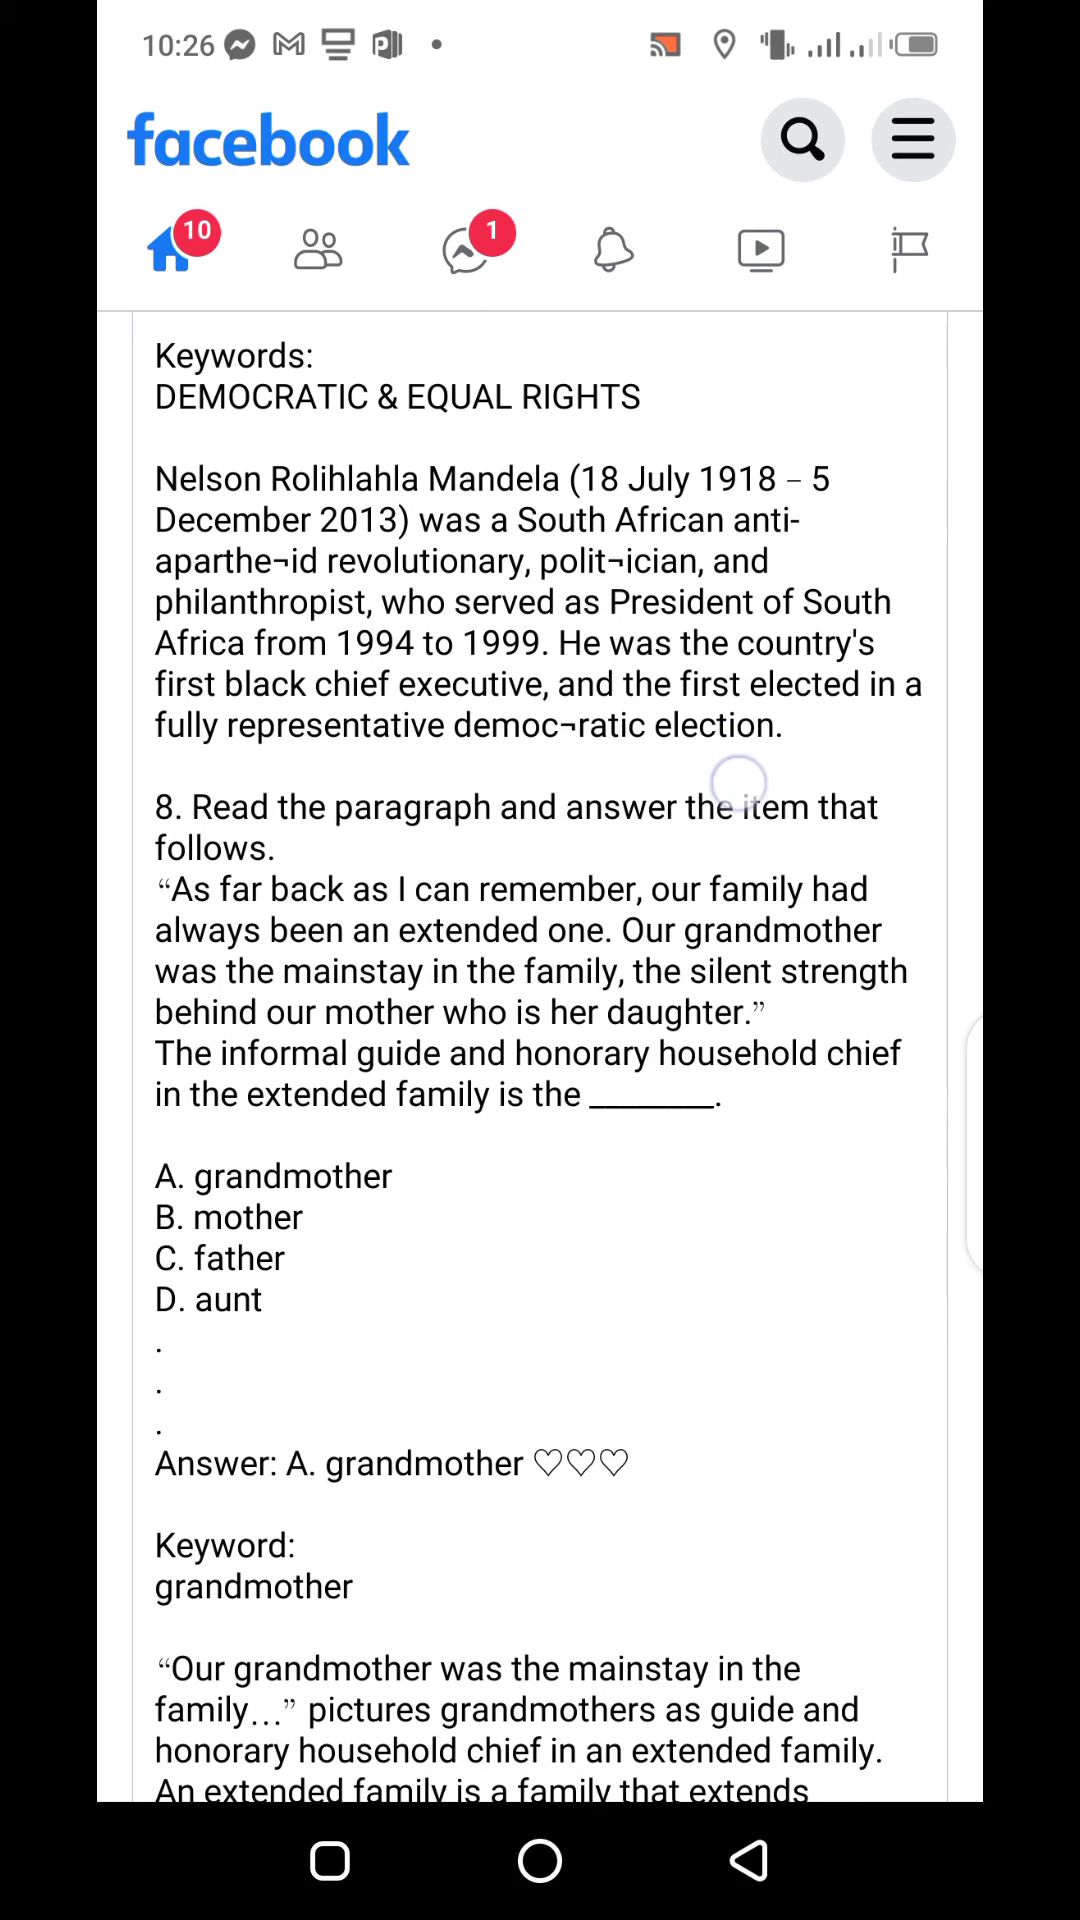 10:26
facebook
10
1
Keywords:
DEMOCRATIC & EQUAL RIGHTS
Nelson Rolihlahla Mandela (18 July 1918 – 5
December 2013) was a South African anti-
aparthe¬id revolutionary, polit¬ician, and
philanthropist, who served as President of South
Africa from 1994 to 1999. He was the country's
first black chief executive, and the first elected in a
fully representative democ¬ratic election.
8. Read the paragraph and answer the item that
follows.
“As far back as I can remember, our family had
always been an extended one. Our grandmother
was the mainstay in the family, the silent strength
behind our mother who is her daughter.”
The informal guide and honorary household chief
in the extended family is the ________.
A. grandmother
B. mother
C. father
D. aunt
.
.
.
Answer: A. grandmother ♡♡♡
Keyword:
grandmother
“Our grandmother was the mainstay in the
family…” pictures grandmothers as guide and
honorary household chief in an extended family.
An extended family is a family that extends